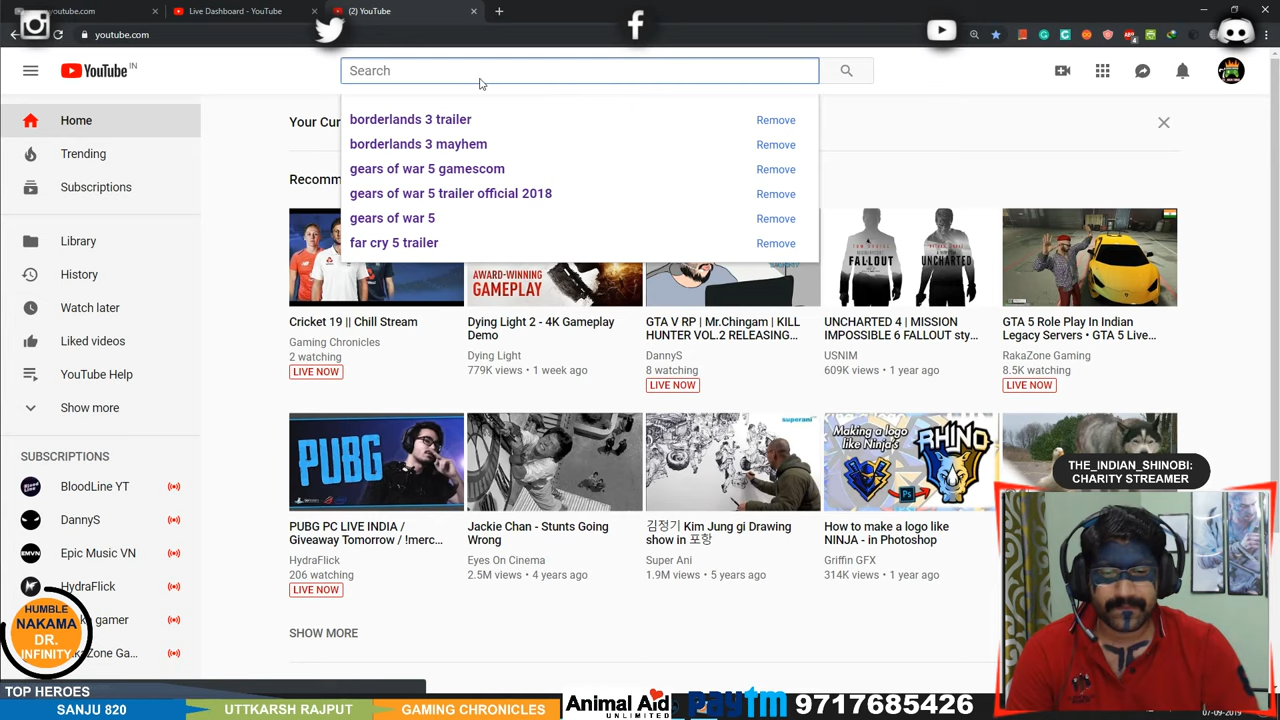 youtube.com
Live Dashboard - YouTube
(2) YouTube
youtube.com
YouTube IN
Search
borderlands 3 trailer
Remove
borderlands 3 mayhem
Remove
gears of war 5 gamescom
Remove
gears of war 5 trailer official 2018
Remove
gears of war 5
Remove
far cry 5 trailer
Remove
Home
Trending
Subscriptions
Library
History
Watch later
Liked videos
YouTube Help
Show more
SUBSCRIPTIONS
BloodLine YT
DannyS
Epic Music VN
HydraFlick
gamer
kaZone Ga...
Your Cur
Recomm
AWARD-WINNING
GAMEPLAY
FALLOUT
UNCHARTED
Cricket 19 || Chill Stream
Gaming Chronicles
2 watching
LIVE NOW
Dying Light 2 - 4K Gameplay
Demo
Dying Light
779K views • 1 week ago
GTA V RP | Mr.Chingam | KILL
HUNTER VOL.2 RELEASING...
DannyS
8 watching
LIVE NOW
UNCHARTED 4 | MISSION
IMPOSSIBLE 6 FALLOUT sty...
USNIM
609K views • 1 year ago
GTA 5 Role Play In Indian
Legacy Servers • GTA 5 Live...
RakaZone Gaming
8.5K watching
LIVE NOW
PUBG
superani
Making a logo
like Ninja's
RHINO
Ps
PUBG PC LIVE INDIA /
Giveaway Tomorrow / !merc...
HydraFlick
206 watching
LIVE NOW
Jackie Chan - Stunts Going
Wrong
Eyes On Cinema
2.5M views • 4 years ago
김정기 Kim Jung gi Drawing
show in 포항
Super Ani
1.9M views • 5 years ago
How to make a logo like
NINJA - in Photoshop
Griffin GFX
314K views • 1 year ago
SHOW MORE
THE_INDIAN_SHINOBI:
CHARITY STREAMER
HUMBLE
NAKAMA
DR.
INFINITY
TOP HEROES
SANJU 820
UTTKARSH RAJPUT
GAMING CHRONICLES
Animal Aid
UNLIMITED
paytm 9717685426
07-09-2019